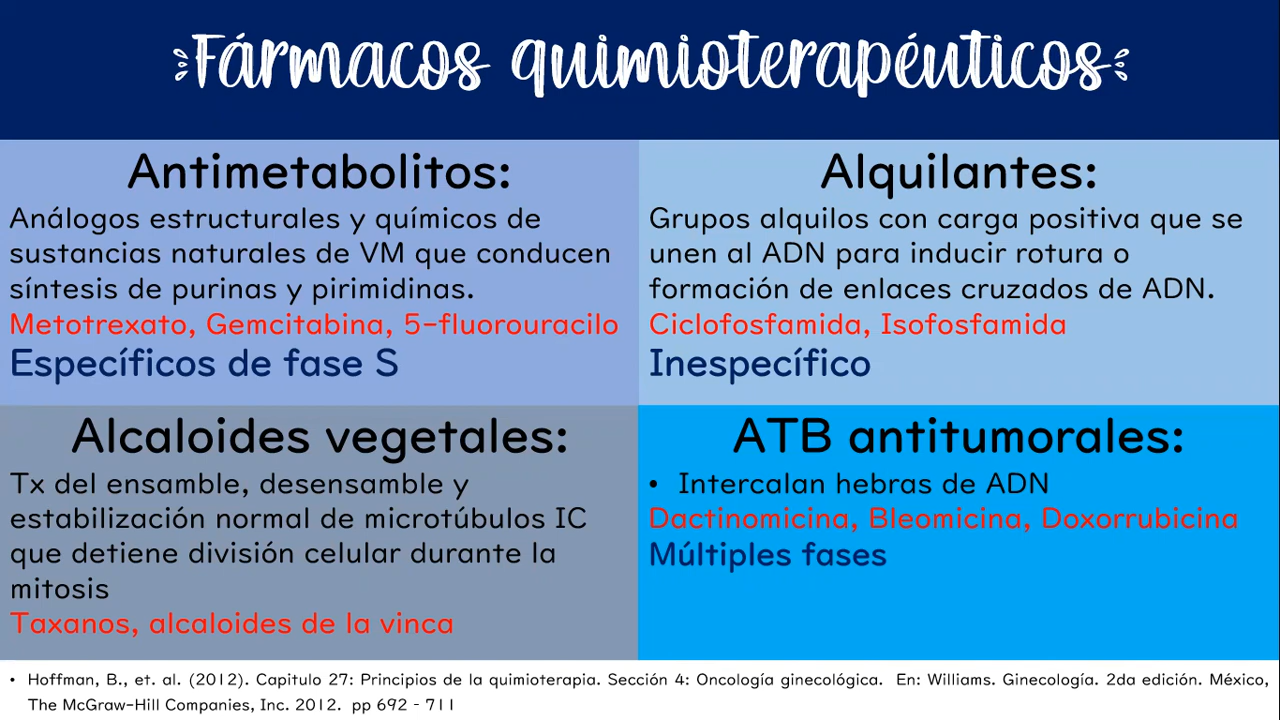 Fármacos quimioterapéuticos
Antimetabolitos:
Análogos estructurales y químicos de
sustancias naturales de VM que conducen
síntesis de purinas y pirimidinas.
Metotrexato, Gemcitabina, 5-fluorouracilo
Específicos de fase S
Alquilantes:
Grupos alquilos con carga positiva que se
unen al ADN para inducir rotura o
formación de enlaces cruzados de ADN.
Ciclofosfamida, Isofosfamida
Inespecífico
Alcaloides vegetales:
Tx del ensamble, desensamble y
estabilización normal de microtúbulos IC
que detiene división celular durante la
mitosis
Taxanos, alcaloides de la vinca
ATB antitumorales:
• Intercalan hebras de ADN
Dactinomicina, Bleomicina, Doxorrubicina
Múltiples fases
• Hoffman, B., et. al. (2012). Capitulo 27: Principios de la quimioterapia. Sección 4: Oncología ginecológica. En: Williams. Ginecología. 2da edición. México,
The McGraw-Hill Companies, Inc. 2012. pp 692 - 711